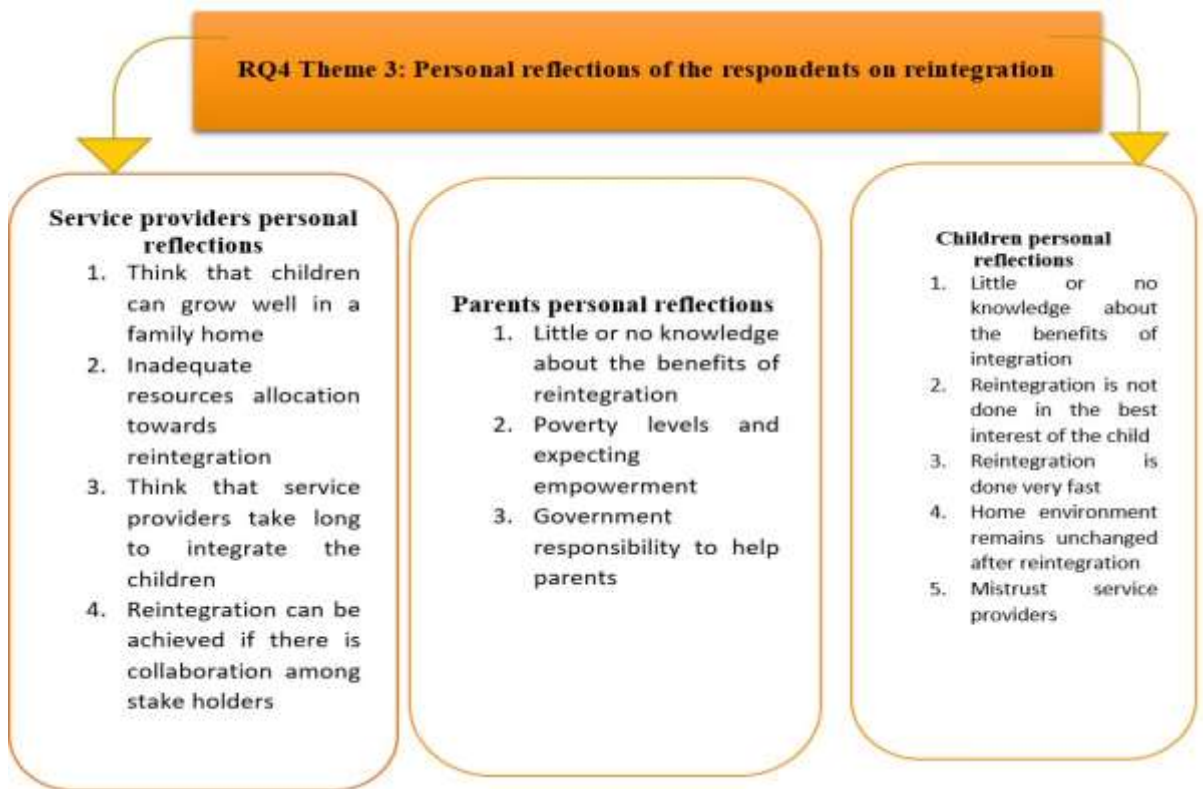 RQ4 Theme 3: Personal reflections of the respondents on reintegration
Service providers personal
reflections
1. Think that children
can grow well in a
family home
2. Inadequate
resources allocation
towards
reintegration
3. Think that service
providers take long
to integrate the
children
4. Reintegration can be
achieved if there is
collaboration among
stake holders
Parents personal reflections
1. Little or no knowledge
about the benefits of
reintegration
2. Poverty levels and
expecting
empowerment
3. Government
responsibility to help
parents
Children personal
reflections
1. Little or no
knowledge about
the benefits of
integration
2. Reintegration is not
done in the best
interest of the child
3. Reintegration is
done very fast
4. Home environment
remains unchanged
after reintegration
5. Mistrust service
providers